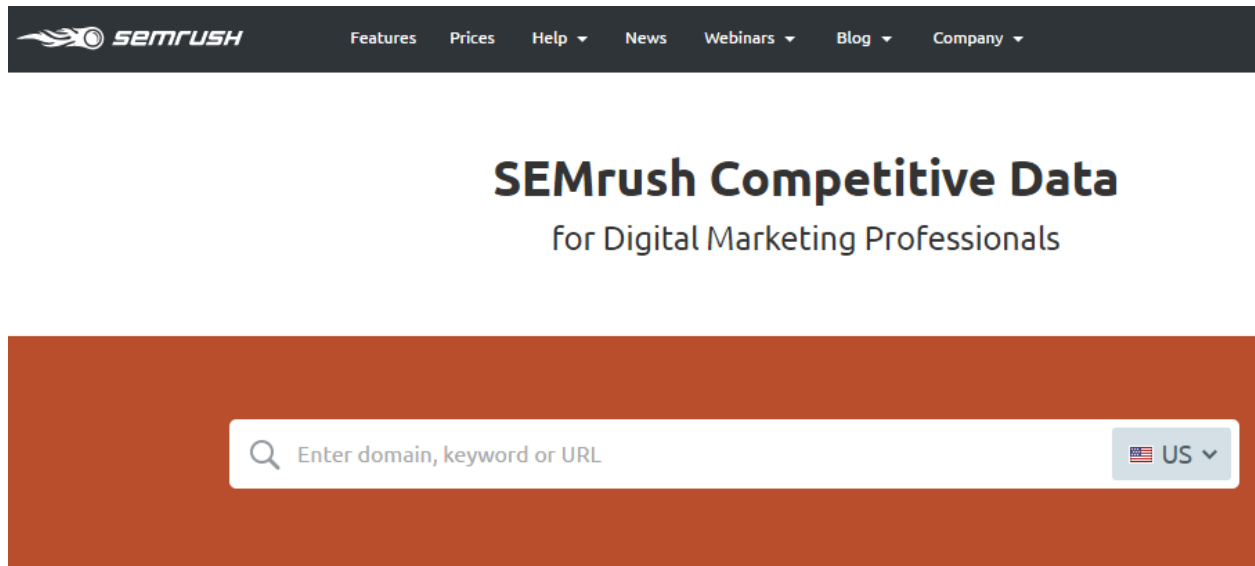 semrush Features Prices Help News Webinars Blog Company
SEMrush Competitive Data
for Digital Marketing Professionals
Enter domain, keyword or URL US